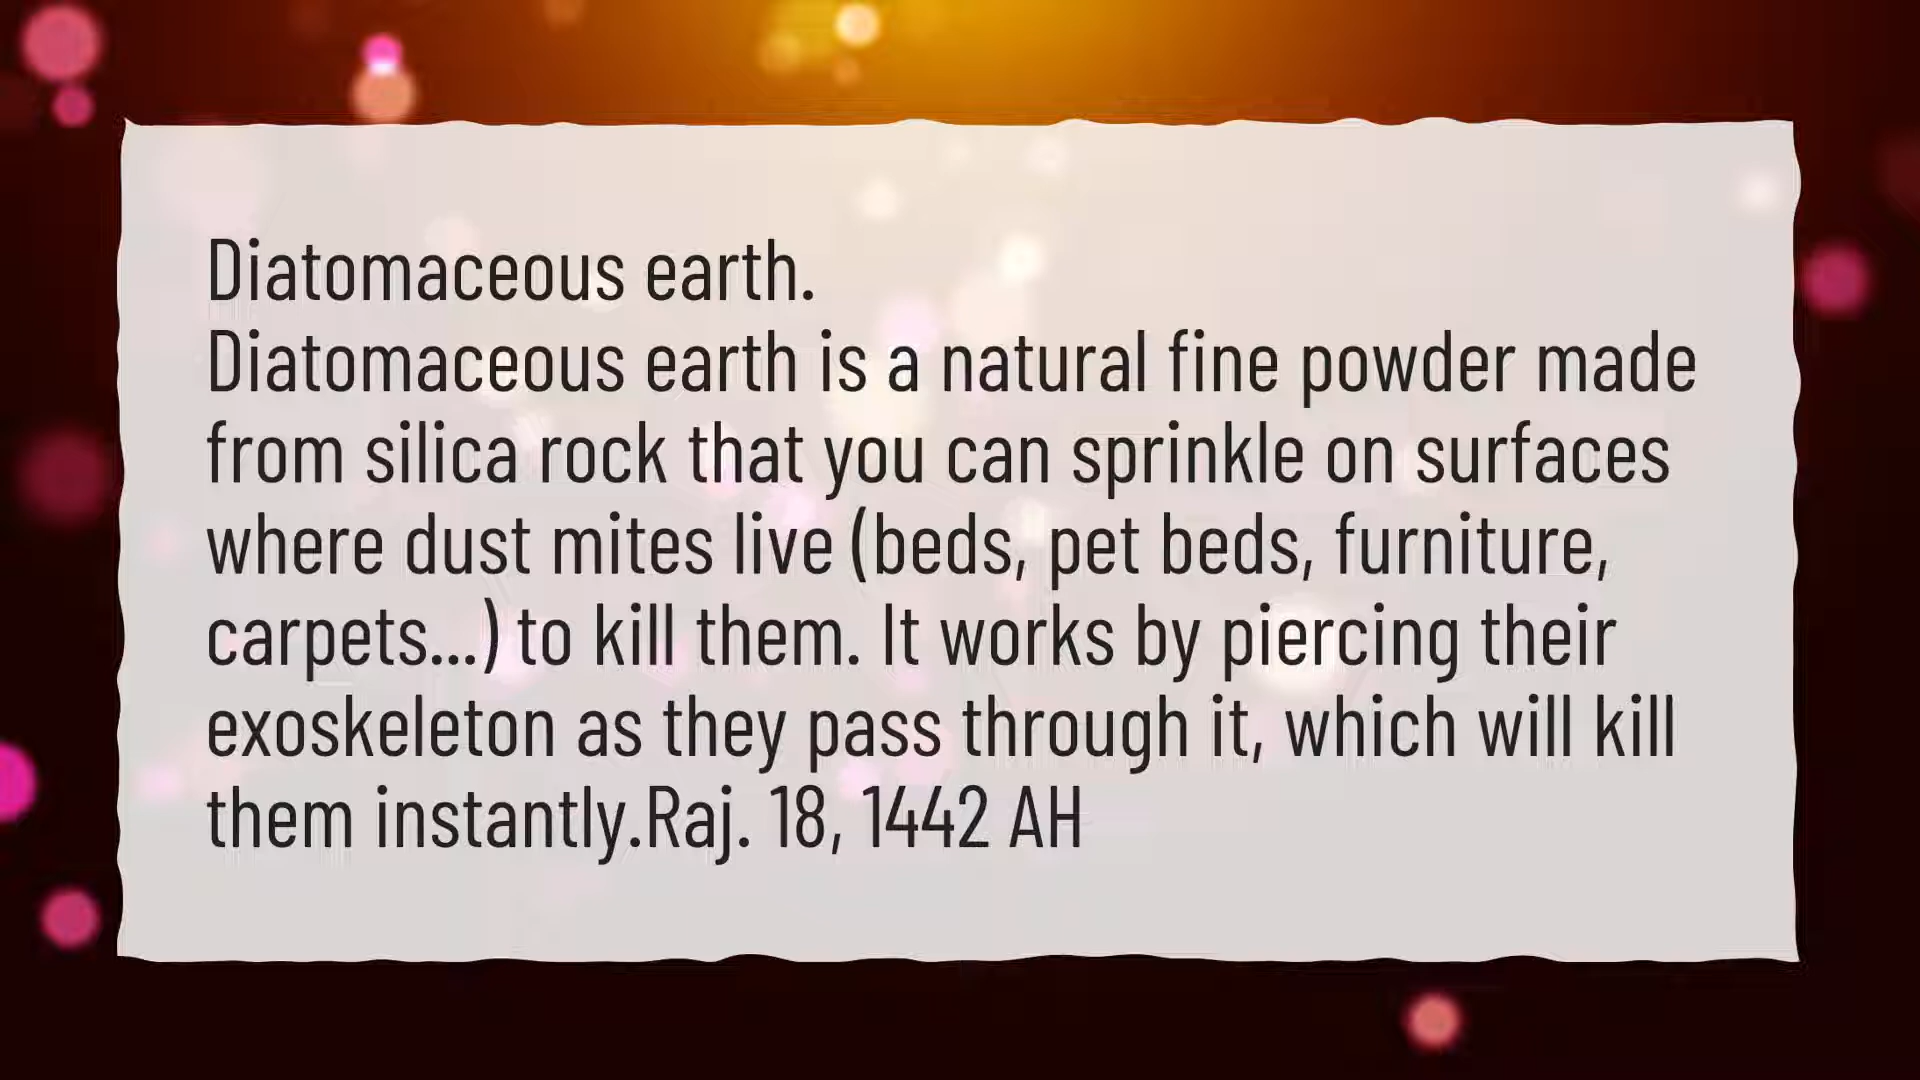 Diatomaceous earth.
Diatomaceous earth is a natural fine powder made
from silica rock that you can sprinkle on surfaces
where dust mites live (beds, pet beds, furniture,
carpets...) to kill them. It works by piercing their
exoskeleton as they pass through it, which will kill
them instantly.Raj. 18, 1442 AH